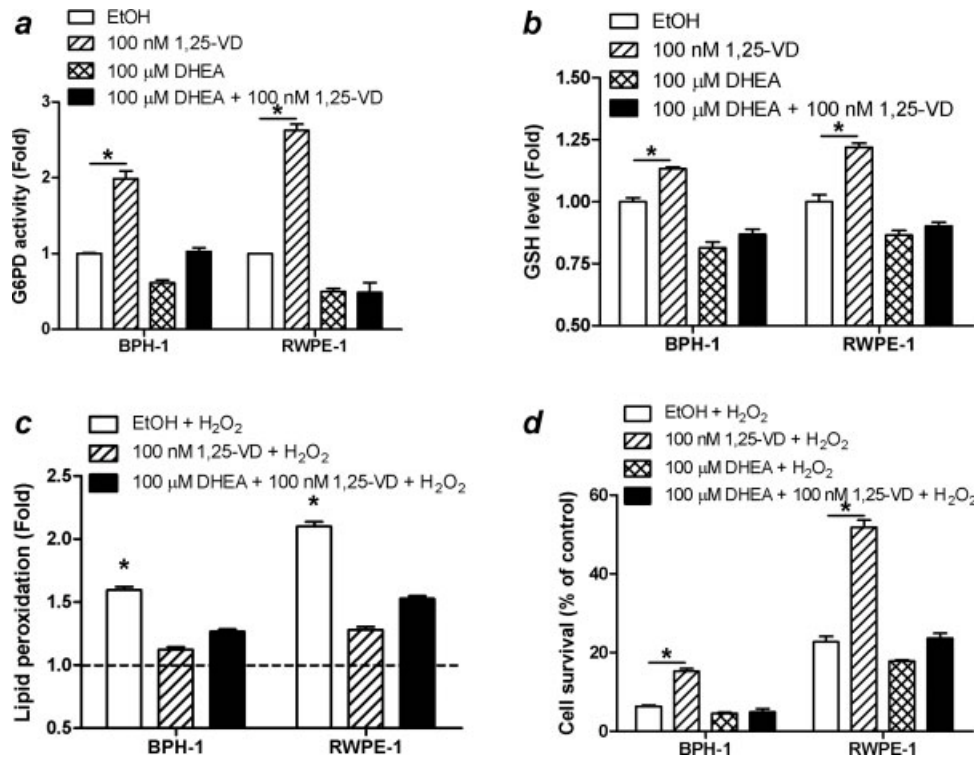 a
EtOH
100 nM 1,25-VD
100 µM DHEA
100 µM DHEA + 100 nM 1,25-VD
G6PD activity (Fold)
3
2
1
0
*
*
BPH-1
RWPE-1
b
EtOH
100 nM 1,25-VD
100 µM DHEA
100 µM DHEA + 100 nM 1,25-VD
GSH level (Fold)
1.50
1.25
1.00
0.75
0.50
*
*
BPH-1
RWPE-1
c
EtOH + H₂O₂
100 nM 1,25-VD + H₂O₂
100 µM DHEA + 100 nM 1,25-VD + H₂O₂
Lipid peroxidation (Fold)
2.5
2.0
1.5
1.0
0.5
*
*
BPH-1
RWPE-1
d
EtOH + H₂O₂
100 nM 1,25-VD + H₂O₂
100 µM DHEA + H₂O₂
100 µM DHEA + 100 nM 1,25-VD + H₂O₂
Cell survival (% of control)
60
40
20
0
*
*
BPH-1
RWPE-1